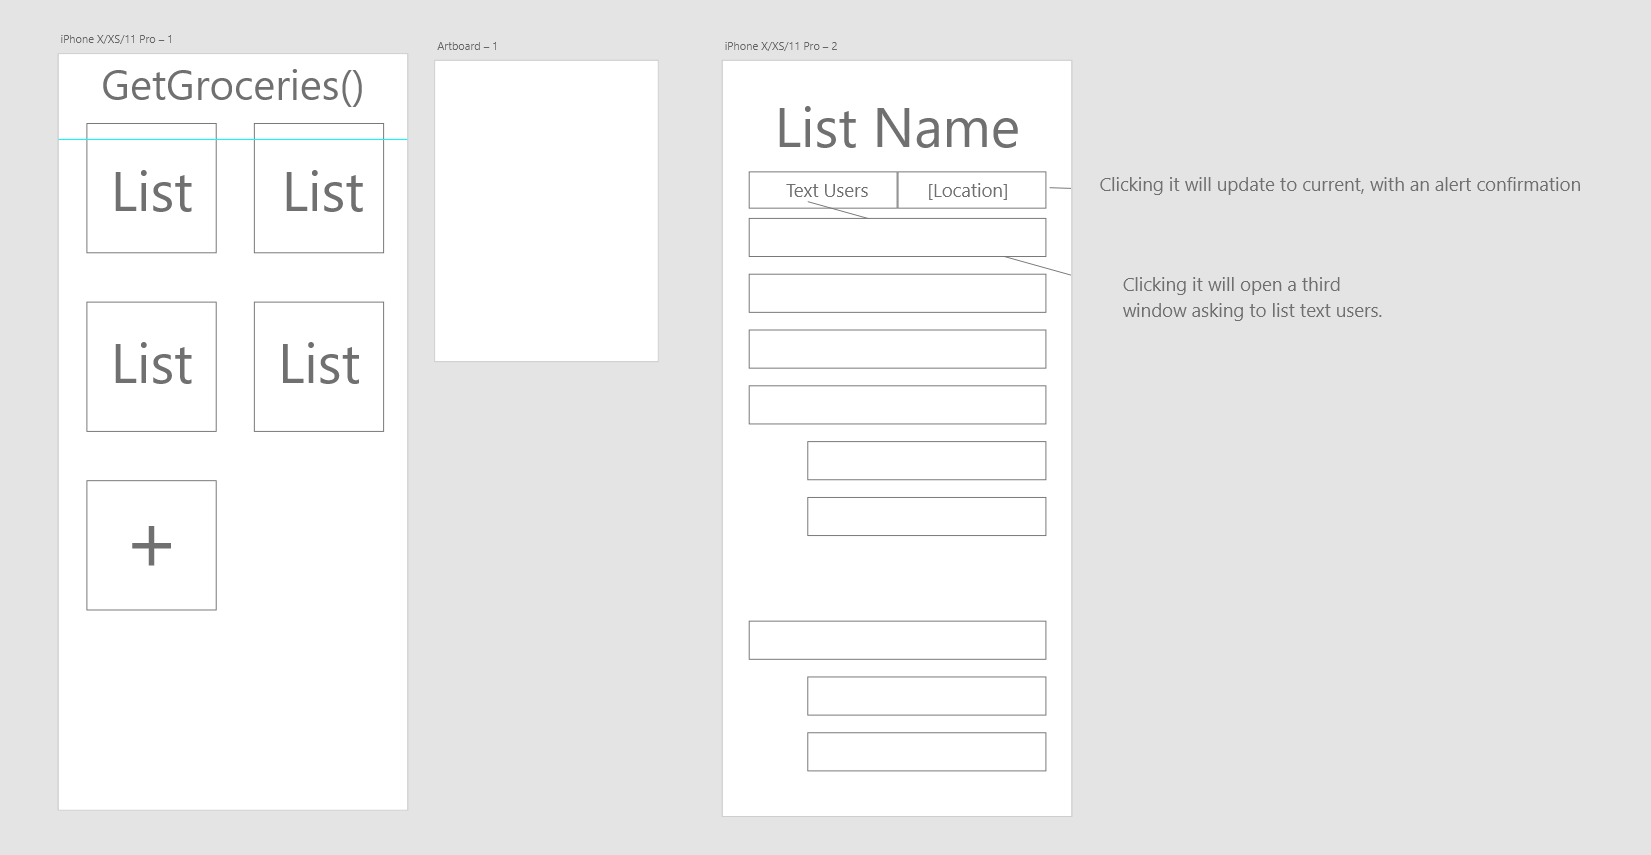 iPhone X/XS/11 Pro – 1
GetGroceries()
List
List
List
List
+
Artboard – 1
iPhone X/XS/11 Pro – 2
List Name
Text Users
[Location]
Clicking it will update to current, with an alert confirmation
Clicking it will open a third
window asking to list text users.